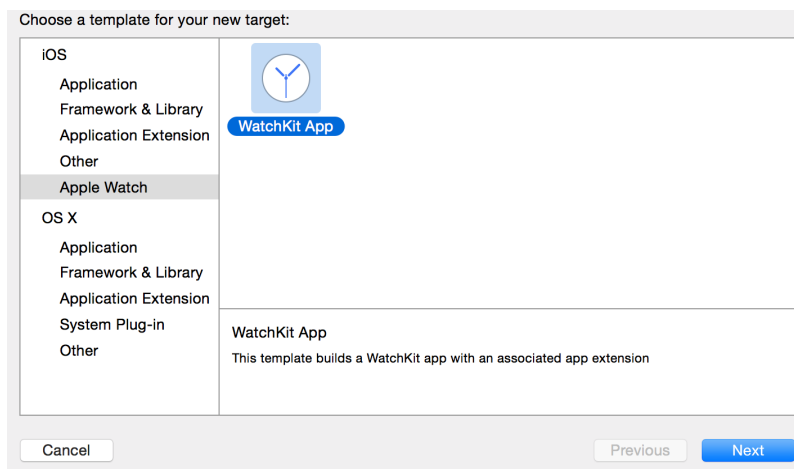 Choose a template for your new target:
iOS
Application
Framework & Library
Application Extension
Other
Apple Watch
OS X
Application
Framework & Library
Application Extension
System Plug-in
Other
WatchKit App
WatchKit App
This template builds a WatchKit app with an associated app extension
Cancel
Previous
Next